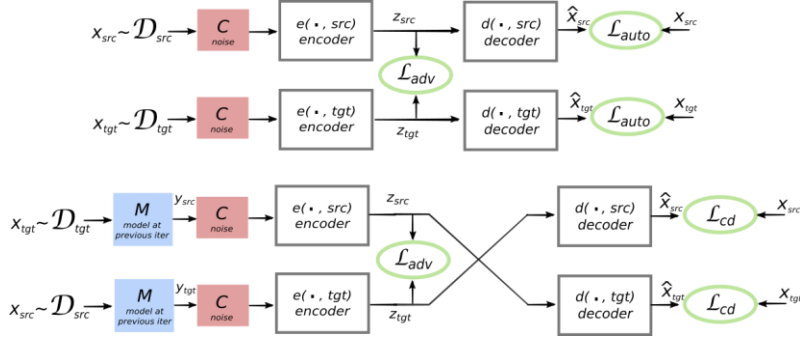 x_src ~ D_src C noise e(·, src) encoder z_src d(·, src) decoder x̂_src L_auto x_src
L_adv
x_tgt ~ D_tgt C noise e(·, tgt) encoder z_tgt d(·, tgt) decoder x̂_tgt L_auto x_tgt
x_tgt ~ D_tgt M model at previous iter y_src C noise e(·, src) encoder z_src d(·, src) decoder x̂_src L_cd x_src
L_adv
x_src ~ D_src M model at previous iter y_tgt C noise e(·, tgt) encoder z_tgt d(·, tgt) decoder x̂_tgt L_cd x_tgt